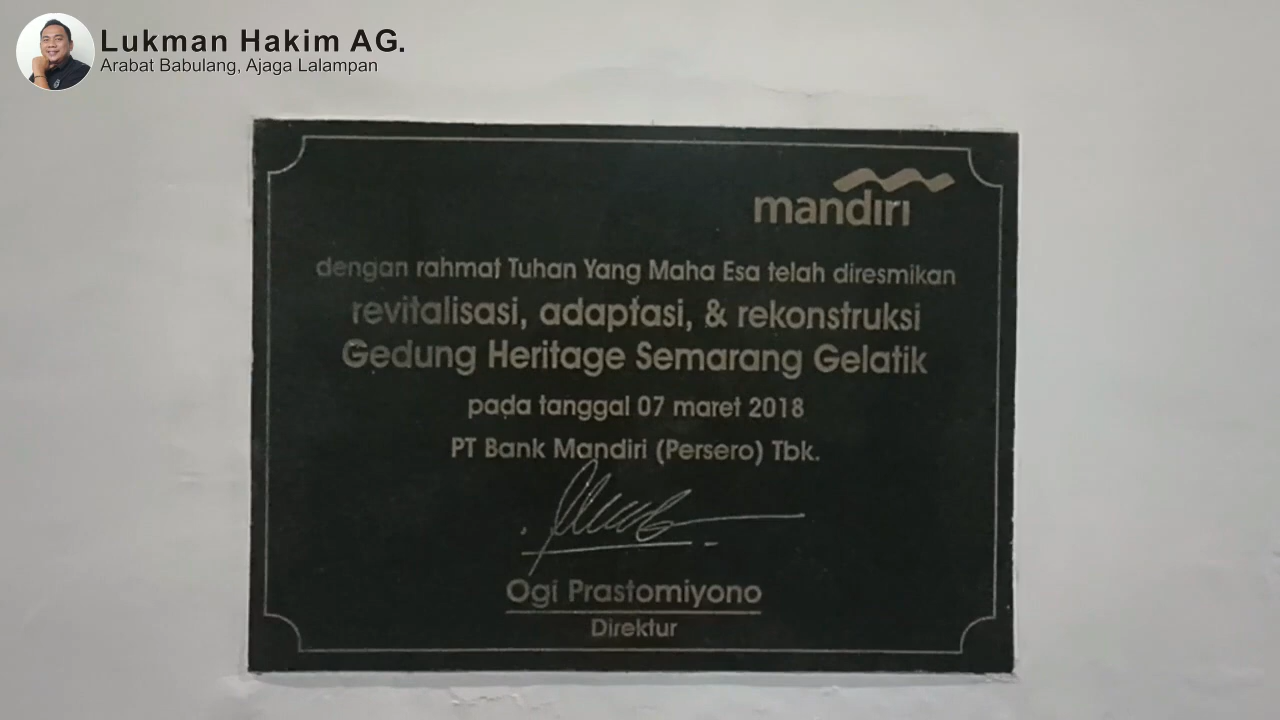 Lukman Hakim AG.
Arabat Babulang, Ajaga Lalampan
mandiri
dengan rahmat Tuhan Yang Maha Esa telah diresmikan
revitalisasi, adaptasi, & rekonstruksi
Gedung Heritage Semarang Gelatik
pada tanggal 07 maret 2018
PT Bank Mandiri (Persero) Tbk.
Ogi Prastomiyono
Direktur